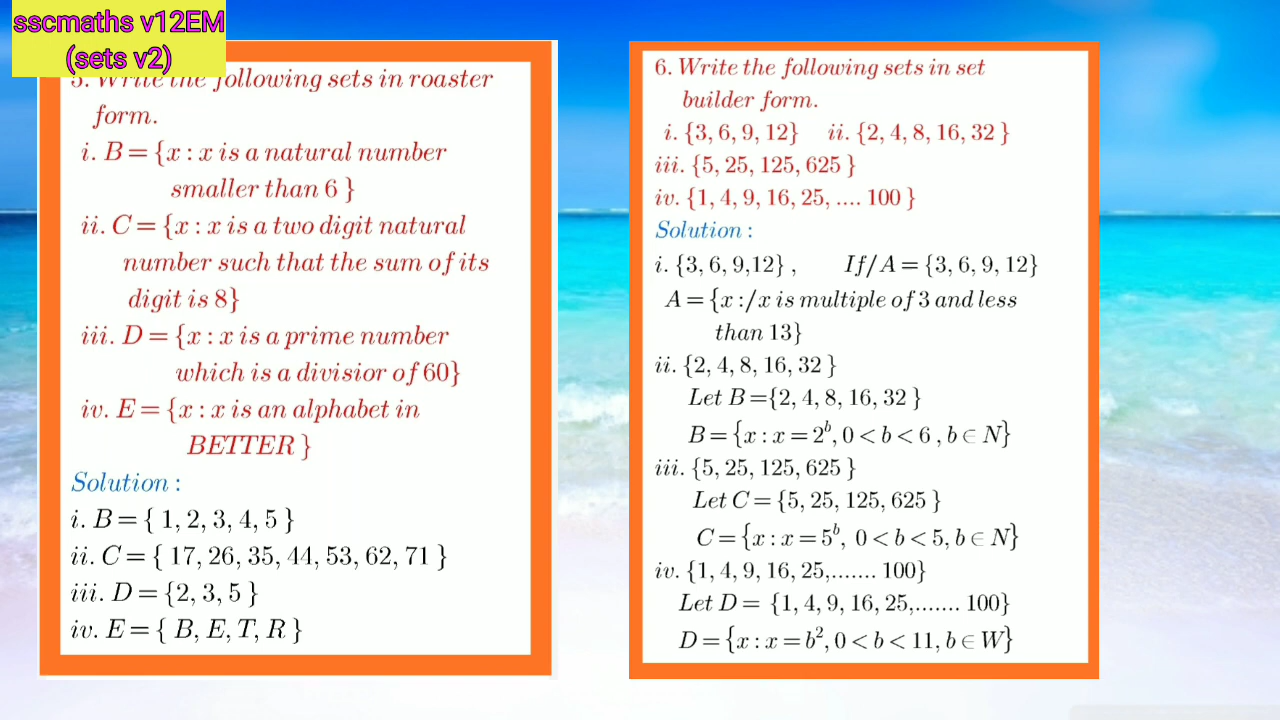 sscmaths v12EM
(sets v2)
5. Write the following sets in roaster
form.
i. B = {x : x is a natural number
smaller than 6 }
ii. C = {x : x is a two digit natural
number such that the sum of its
digit is 8}
iii. D = {x : x is a prime number
which is a divisior of 60}
iv. E = {x : x is an alphabet in
BETTER }
Solution :
i. B = { 1, 2, 3, 4, 5 }
ii. C = { 17, 26, 35, 44, 53, 62, 71 }
iii. D = {2, 3, 5 }
iv. E = { B, E, T, R }
6. Write the following sets in set
builder form.
i. {3, 6, 9, 12} ii. {2, 4, 8, 16, 32 }
iii. {5, 25, 125, 625 }
iv. {1, 4, 9, 16, 25, .... 100 }
Solution :
i. {3, 6, 9,12} , If/A = {3, 6, 9, 12}
A = {x :/x is multiple of 3 and less
than 13}
ii. {2, 4, 8, 16, 32 }
Let B ={2, 4, 8, 16, 32 }
B = {x : x = 2ᵇ, 0 < b < 6 , b ∈ N}
iii. {5, 25, 125, 625 }
Let C = {5, 25, 125, 625 }
C = {x : x = 5ᵇ, 0 < b < 5, b ∈ N}
iv. {1, 4, 9, 16, 25,....... 100}
Let D = {1, 4, 9, 16, 25,....... 100}
D = {x : x = b², 0 < b < 11, b ∈ W}